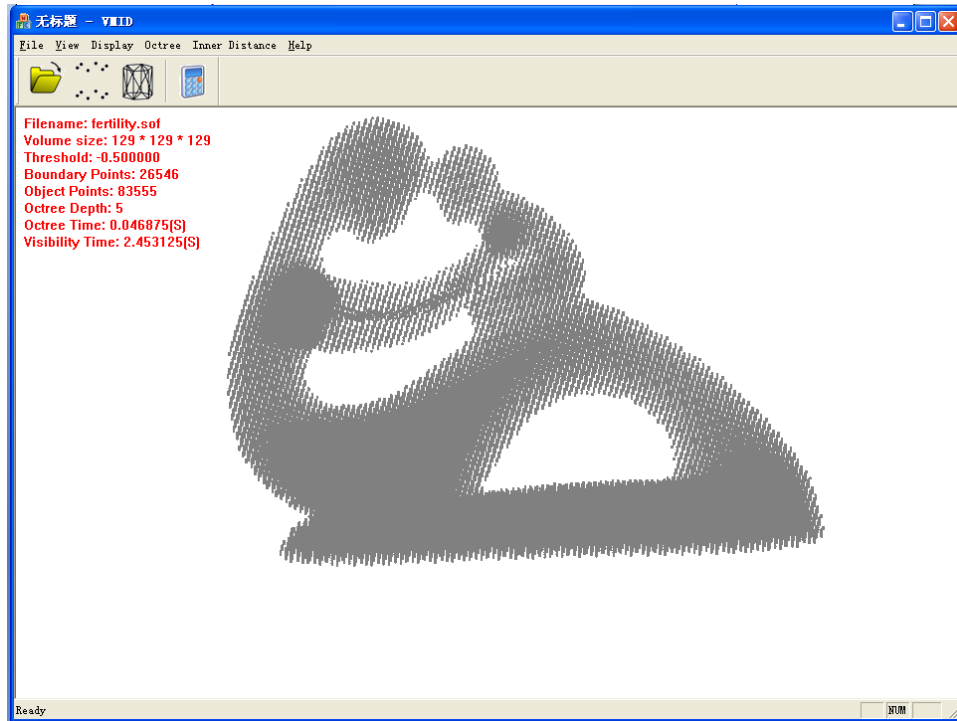 无标题 - VMID
File View Display Octree Inner Distance Help
Filename: fertility.sof
Volume size: 129 * 129 * 129
Threshold: -0.500000
Boundary Points: 26546
Object Points: 83555
Octree Depth: 5
Octree Time: 0.046875(S)
Visibility Time: 2.453125(S)
Ready NUM